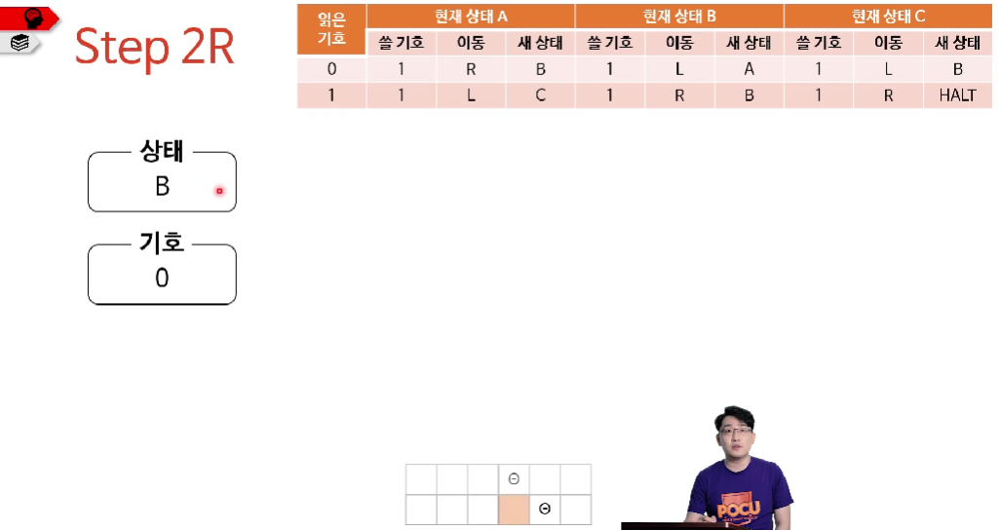 Step 2R
읽은 기호 현재 상태 A 현재 상태 B 현재 상태 C
쓸 기호 이동 새 상태 쓸 기호 이동 새 상태 쓸 기호 이동 새 상태
0 1 R B 1 L A 1 L B
1 1 L C 1 R B 1 R HALT
상태
B
기호
0
POCU